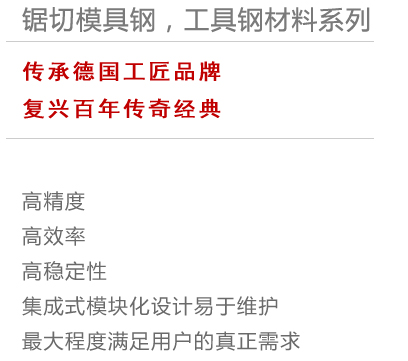 锯切模具钢，工具钢材料系列
传承德国工匠品牌
复兴百年传奇经典
高精度
高效率
高稳定性
集成式模块化设计易于维护
最大程度满足用户的真正需求